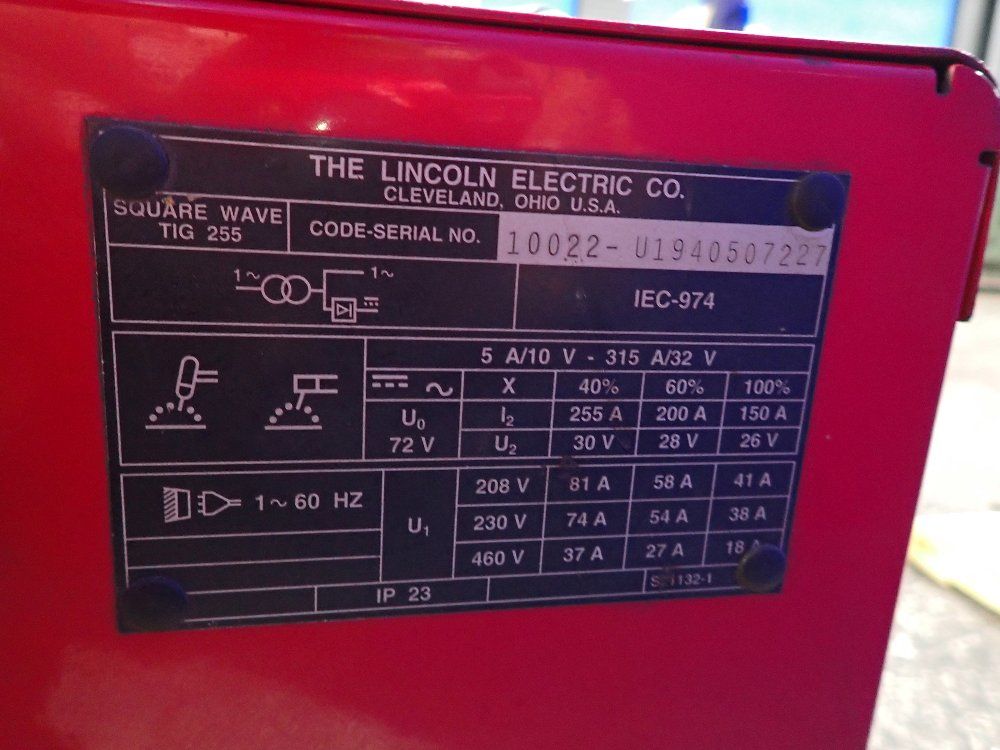 THE LINCOLN ELECTRIC CO.
CLEVELAND, OHIO U.S.A.
SQUARE WAVE
TIG 255
CODE-SERIAL NO.
10022- U1940507227
1~ 1~
IEC-974
5 A/10 V - 315 A/32 V
X 40% 60% 100%
U₀ I₂ 255 A 200 A 150 A
72 V U₂ 30 V 28 V 26 V
1~ 60 HZ
U₁
208 V 81 A 58 A 41 A
230 V 74 A 54 A 38 A
460 V 37 A 27 A 18
IP 23